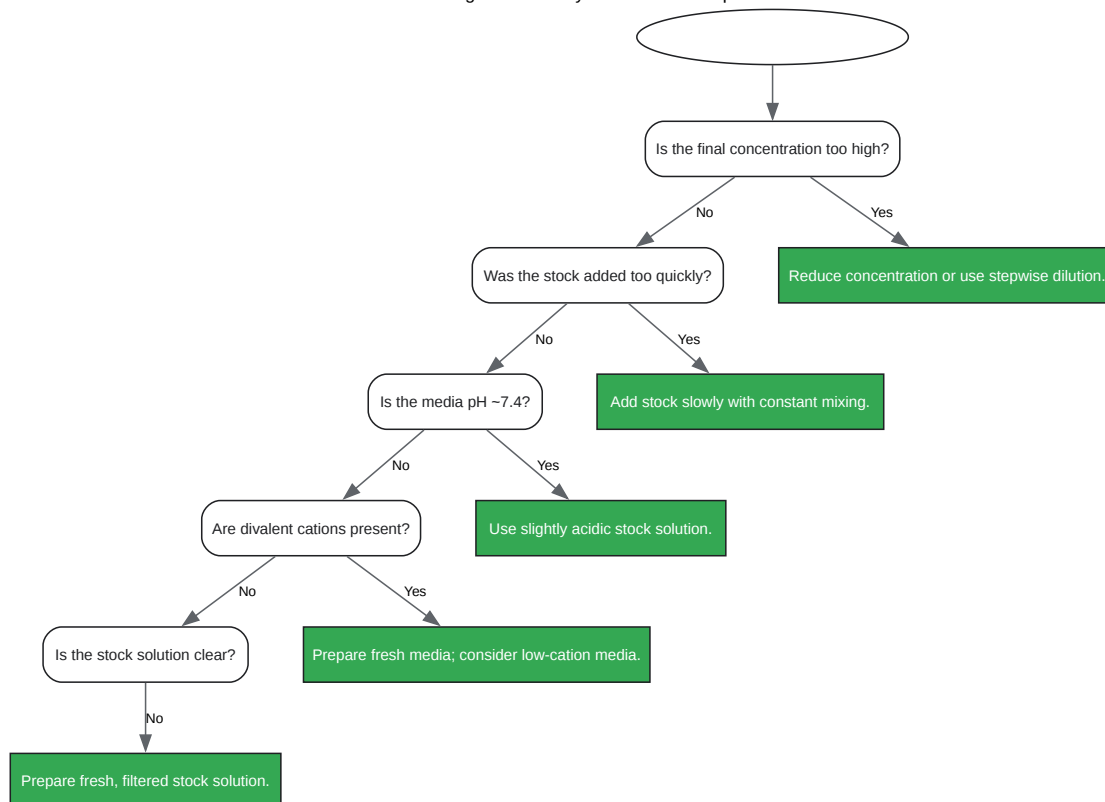 Is the final concentration too high?
No
Yes
Was the stock added too quickly?
Reduce concentration or use stepwise dilution.
No
Yes
Is the media pH ~7.4?
Add stock slowly with constant mixing.
No
Yes
Are divalent cations present?
Use slightly acidic stock solution.
No
Yes
Is the stock solution clear?
Prepare fresh media; consider low-cation media.
No
Prepare fresh, filtered stock solution.